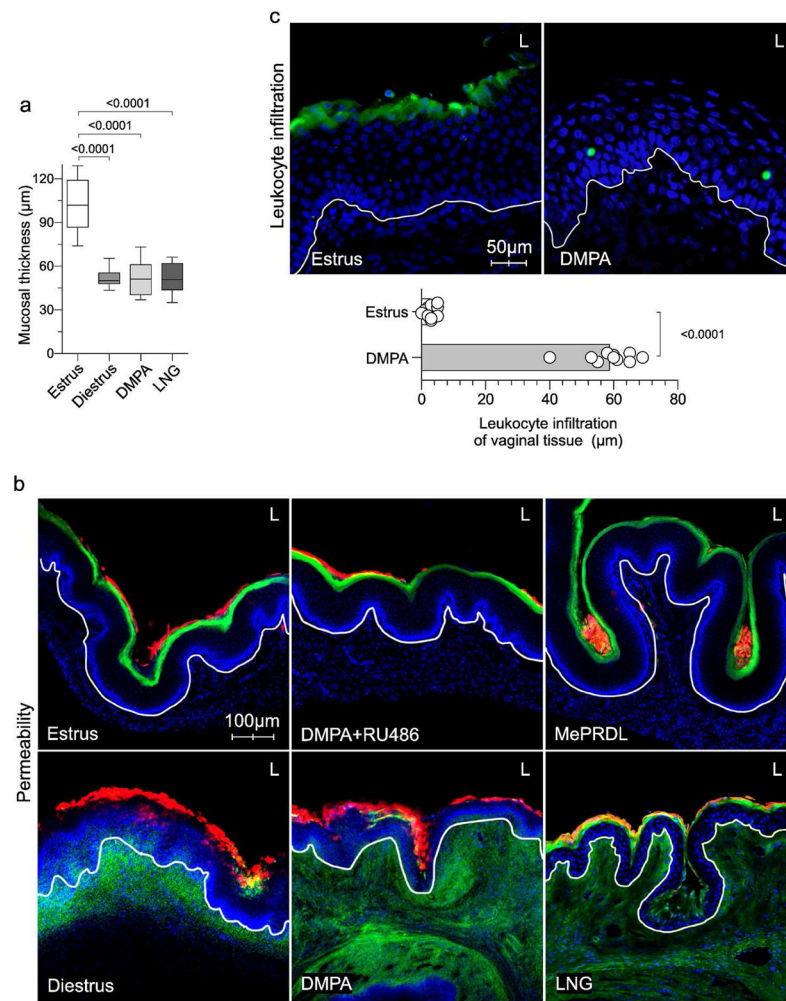 a
<0.0001
<0.0001
<0.0001
Mucosal thickness (µm)
120
90
60
30
0
Estrus
Diestrus
DMPA
LNG
c
Leukocyte infiltration
L
Estrus
50µm
L
DMPA
Estrus
DMPA
<0.0001
0
20
40
60
80
Leukocyte infiltration
of vaginal tissue (µm)
b
Permeability
L
Estrus
100µm
L
DMPA+RU486
L
MePRDL
L
Diestrus
L
DMPA
L
LNG